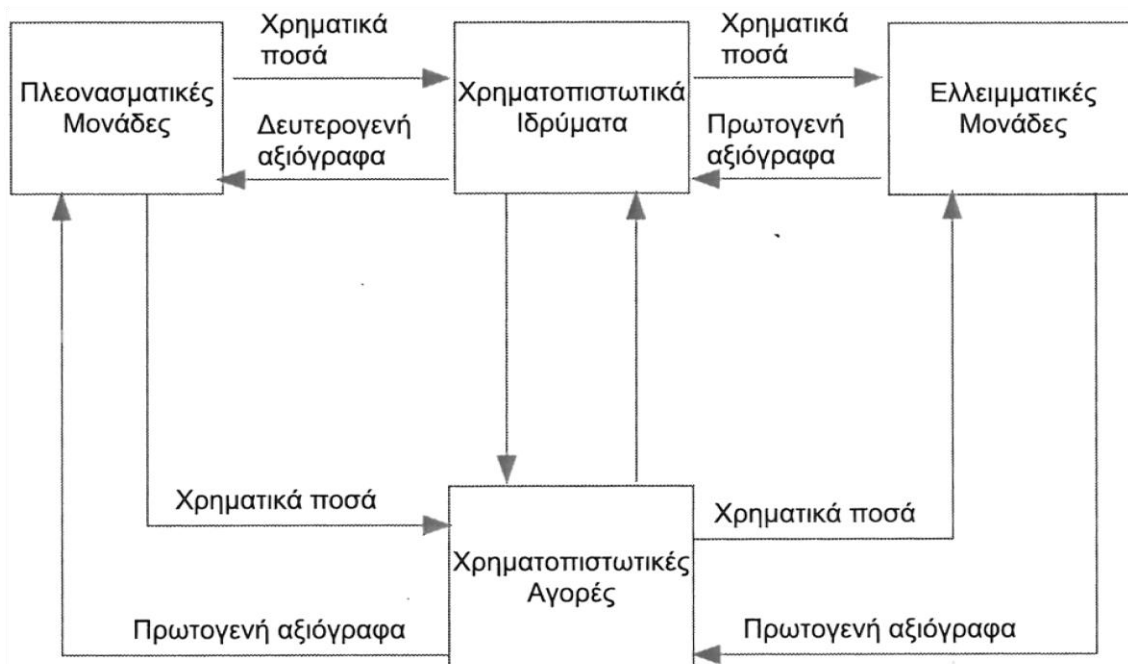 Χρηματικά
ποσά
Χρηματικά
ποσά
Πλεονασματικές
Μονάδες
Χρηματοπιστωτικά
Ιδρύματα
Ελλειμματικές
Μονάδες
Δευτερογενή
αξιόγραφα
Πρωτογενή
αξιόγραφα
Χρηματικά ποσά
Χρηματικά ποσά
Χρηματοπιστωτικές
Αγορές
Πρωτογενή αξιόγραφα
Πρωτογενή αξιόγραφα